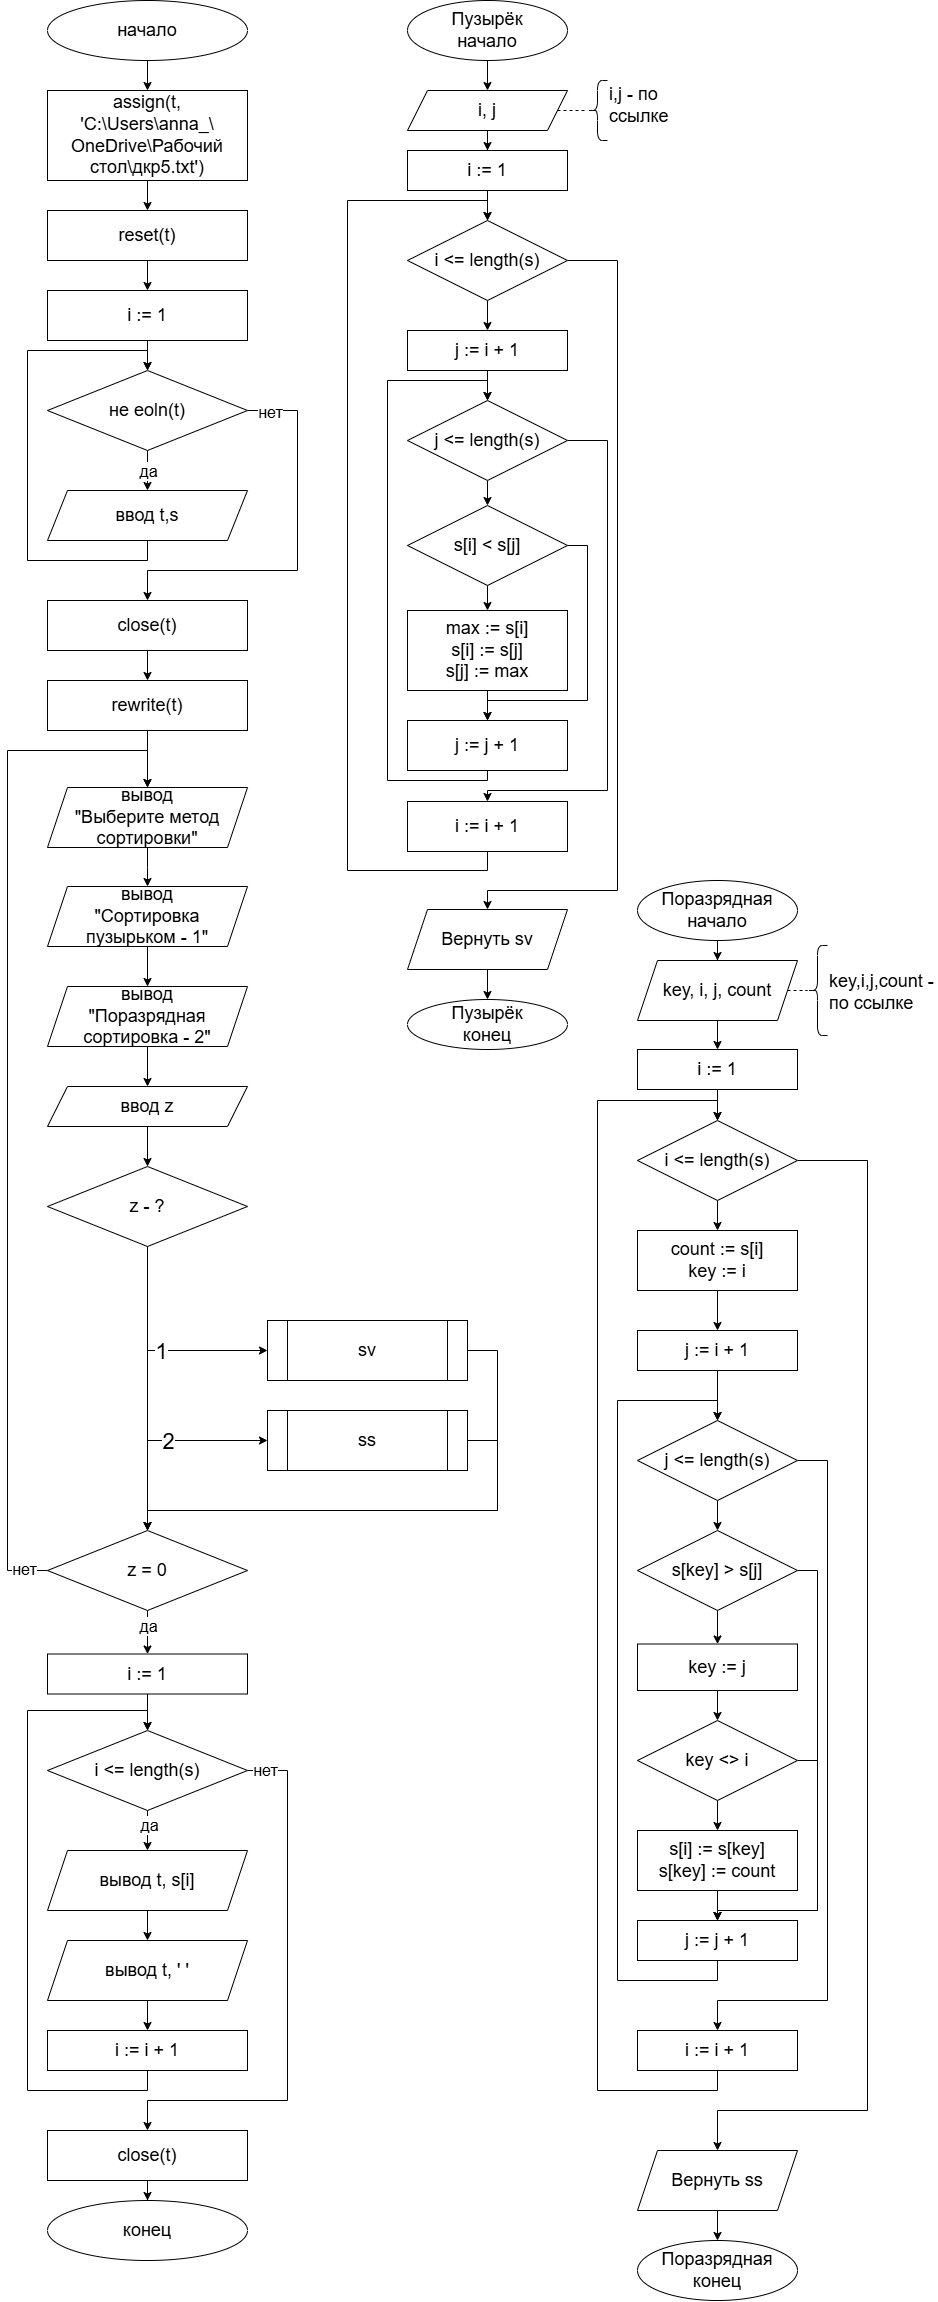 начало
assign(t,
'C:\Users\anna_\
OneDrive\Рабочий
стол\дкр5.txt')
reset(t)
i := 1
не eoln(t)
нет
да
ввод t,s
close(t)
rewrite(t)
вывод
"Выберите метод
сортировки"
вывод
"Сортировка
пузырьком - 1"
вывод
"Поразрядная
сортировка - 2"
ввод z
z - ?
1
sv
2
ss
z = 0
нет
да
i := 1
i <= length(s)
нет
да
вывод t, s[i]
вывод t, ' '
i := i + 1
close(t)
конец
Пузырёк
начало
i, j
i,j - по
ссылке
i := 1
i <= length(s)
j := i + 1
j <= length(s)
s[i] < s[j]
max := s[i]
s[i] := s[j]
s[j] := max
j := j + 1
i := i + 1
Вернуть sv
Пузырёк
конец
Поразрядная
начало
key, i, j, count
key,i,j,count -
по ссылке
i := 1
i <= length(s)
count := s[i]
key := i
j := i + 1
j <= length(s)
s[key] > s[j]
key := j
key <> i
s[i] := s[key]
s[key] := count
j := j + 1
i := i + 1
Вернуть ss
Поразрядная
конец